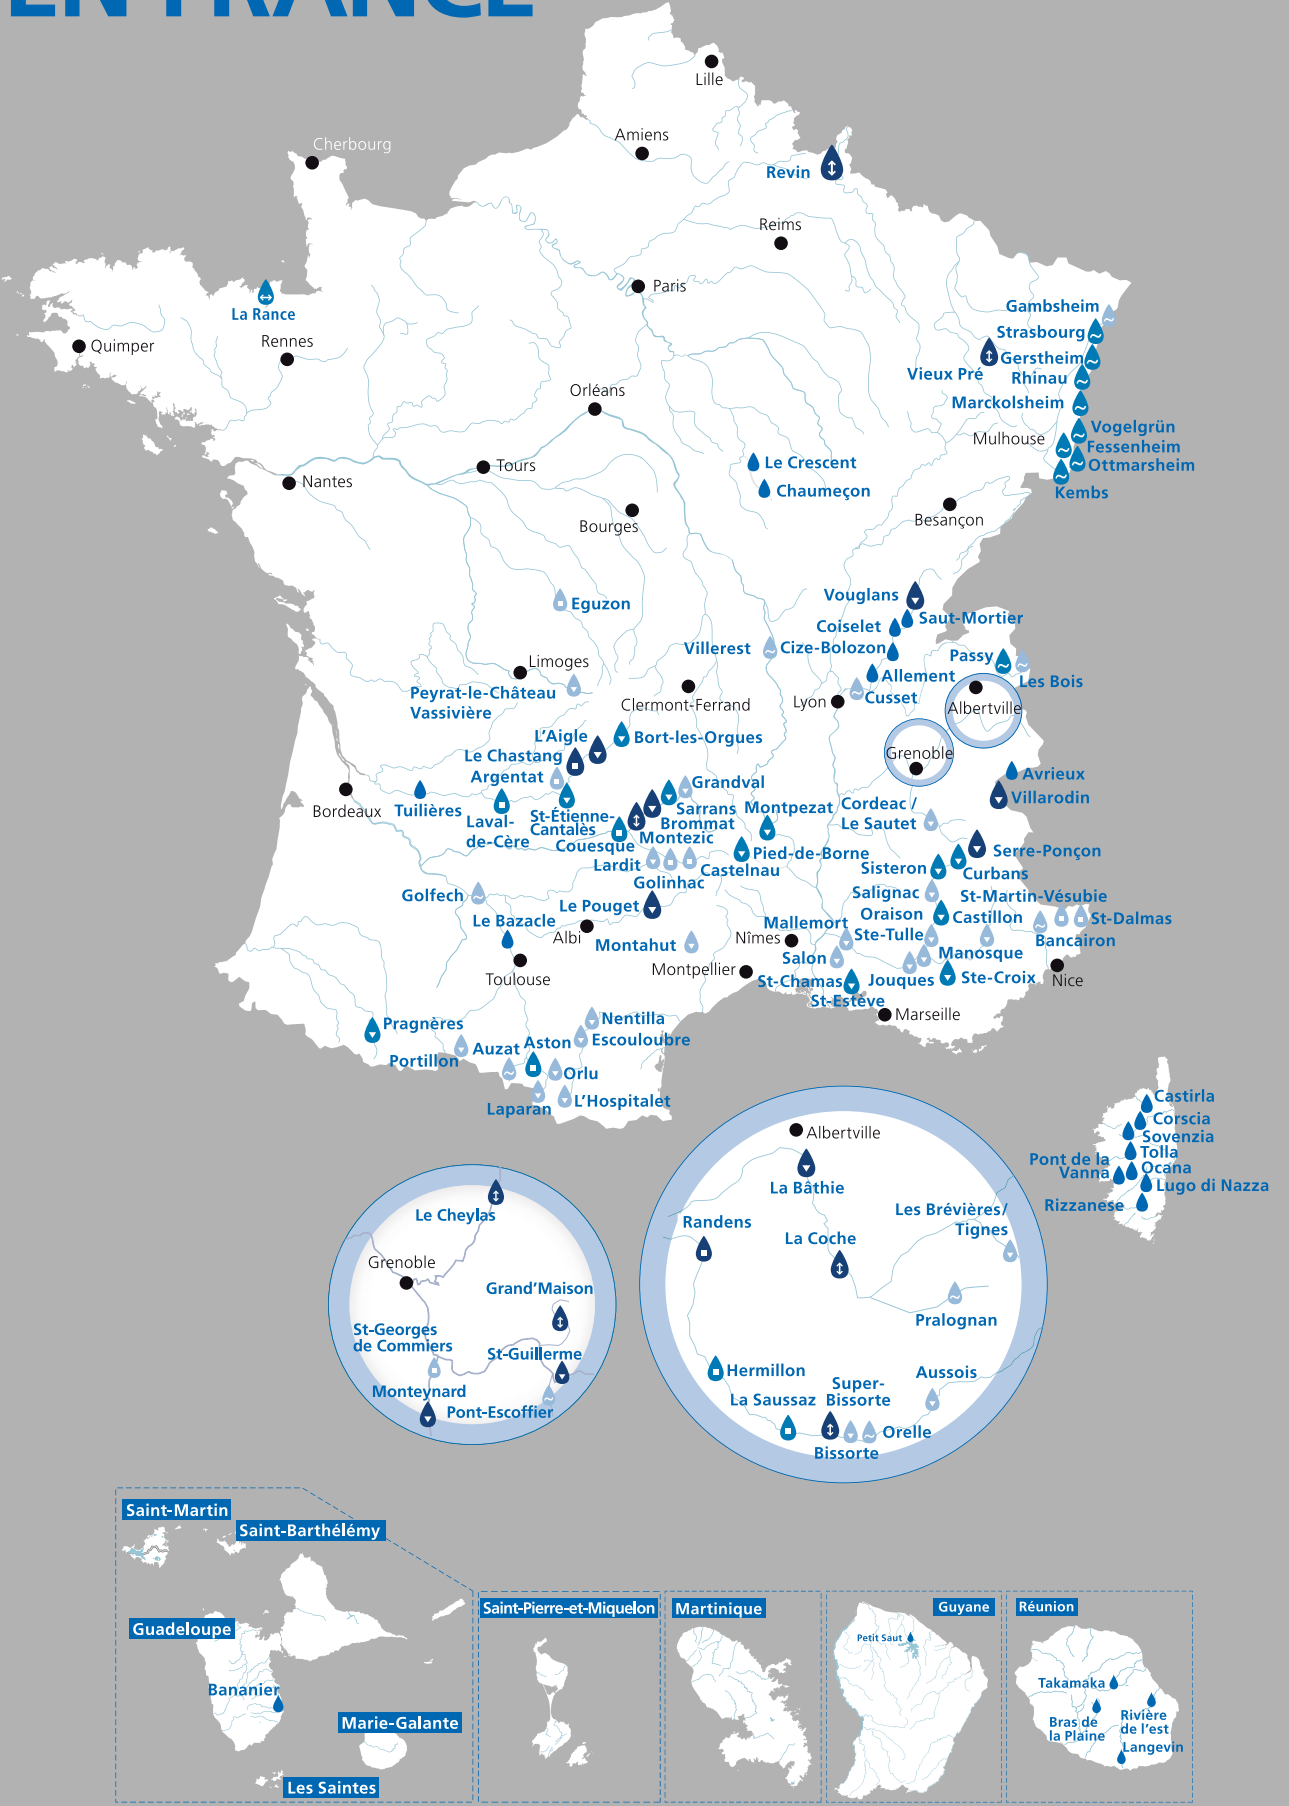 EN FRANCE
Lille
Amiens
Cherbourg
Revin
Reims
Paris
La Rance
Gambsheim
Strasbourg
Quimper
Rennes
Gerstheim
Vieux Pré
Rhinau
Orléans
Marckolsheim
Vogelgrün
Mulhouse
Fessenheim
Le Crescent
Tours
Ottmarsheim
Nantes
Chaumeçon
Kembs
Bourges
Besançon
Eguzon
Vouglans
Saut-Mortier
Coiselet
Villerest
Cize-Bolozon
Passy
Limoges
Allement
Les Bois
Peyrat-le-Château
Vassivière
Clermont-Ferrand
Lyon
Cusset
Albertville
L'Aigle
Bort-les-Orgues
Le Chastang
Grenoble
Argentat
Avrieux
Grandval
Villarodin
Bordeaux
Tuilières
Laval-
de-Cère
St-Étienne-
Cantalès
Sarrans
Brommat
Montpezat
Cordeac /
Le Sautet
Couesque
Montezic
Lardit
Castelnau
Pied-de-Borne
Serre-Ponçon
Golinhac
Sisteron
Curbans
Golfech
Salignac
St-Martin-Vésubie
Le Pouget
Le Bazacle
Oraison
Castillon
St-Dalmas
Albi
Mallemort
Nîmes
Ste-Tulle
Bancairon
Montahut
Salon
Manosque
Toulouse
Montpellier
St-Chamas
Jouques
Ste-Croix
Nice
St-Estève
Marseille
Pragnères
Nentilla
Auzat
Aston
Escouloubre
Portillon
Orlu
Laparan
L'Hospitalet
Castirla
Corscia
Sovenzia
Tolla
Pont de la
Vanna
Ocana
Lugo di Nazza
Rizzanese
Albertville
La Bâthie
Randens
Les Brévières/
Tignes
La Coche
Pralognan
Hermillon
Aussois
La Saussaz
Super-
Bissorte
Orelle
Bissorte
Le Cheylas
Grenoble
Grand'Maison
St-Georges
de Commiers
St-Guillerme
Monteynard
Pont-Escoffier
Saint-Martin
Saint-Barthélémy
Guadeloupe
Bananier
Marie-Galante
Les Saintes
Saint-Pierre-et-Miquelon
Martinique
Guyane
Petit Saut
Réunion
Takamaka
Bras de
la Plaine
Rivière
de l'est
Langevin